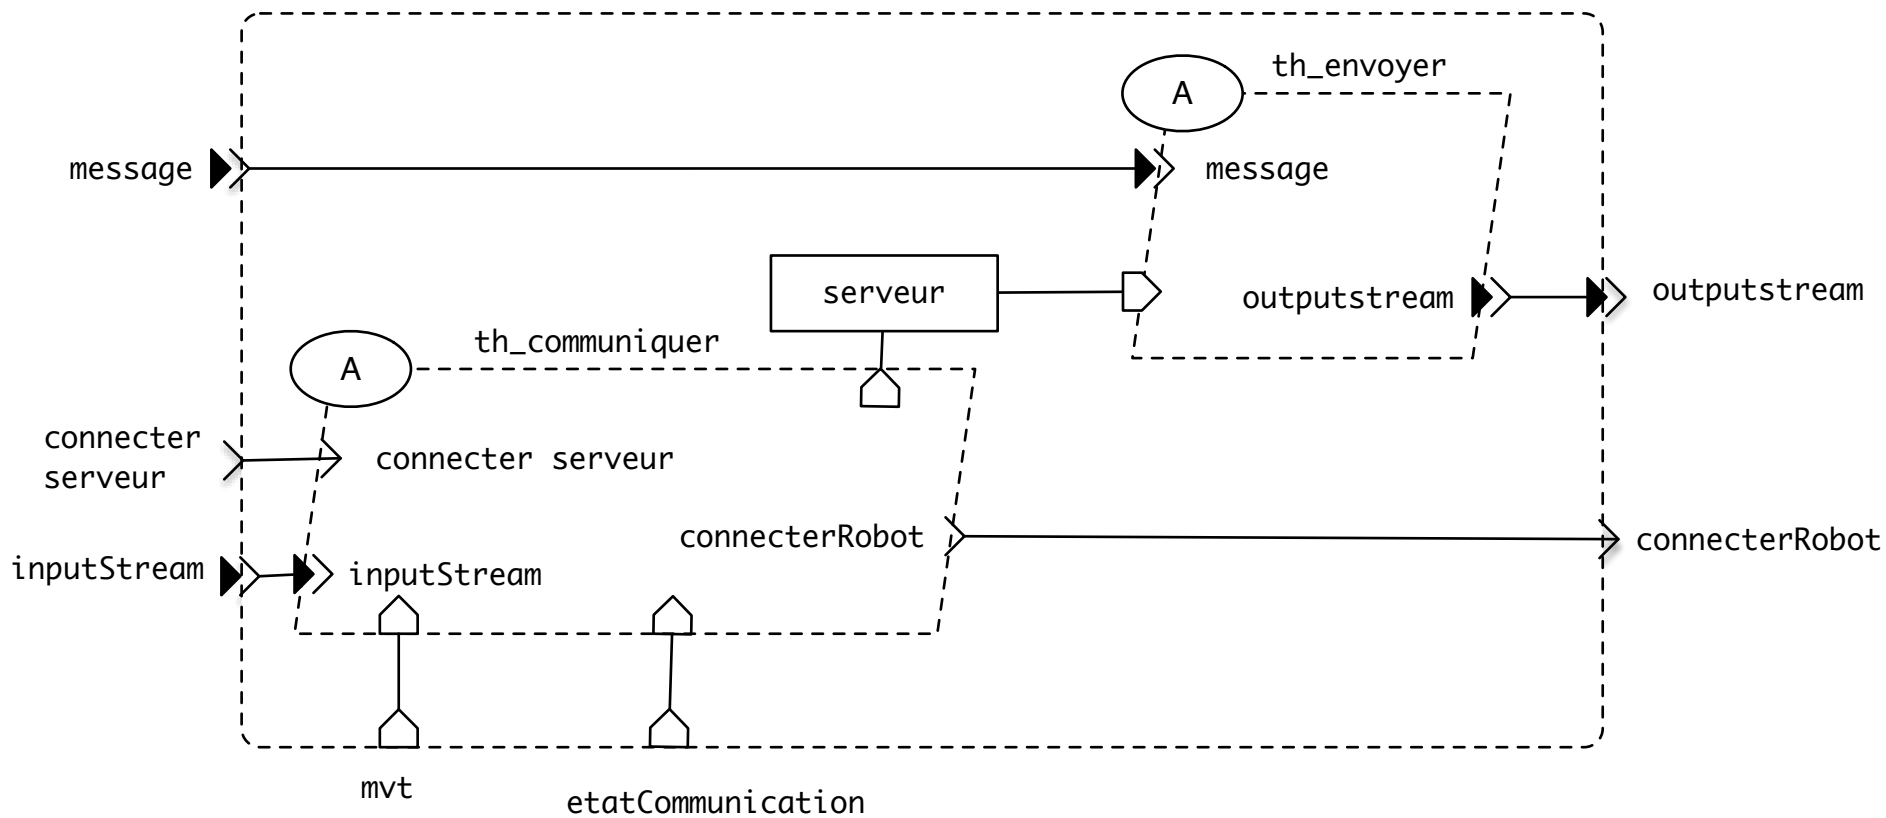 th_envoyer
A
message
message
serveur
outputstream
outputstream
th_communiquer
A
connecter
serveur
connecter serveur
connecterRobot
connecterRobot
inputStream
inputStream
mvt
etatCommunication